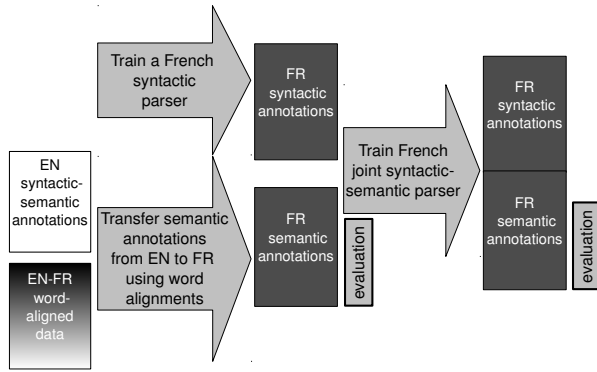 Train a French
syntactic
parser
FR
syntactic
annotations
EN
syntactic-
semantic
annotations
EN-FR
word-
aligned
data
Transfer semantic
annotations
from EN to FR
using word
alignments
FR
semantic
annotations
evaluation
Train French
joint syntactic-
semantic parser
FR
syntactic
annotations
FR
semantic
annotations
evaluation